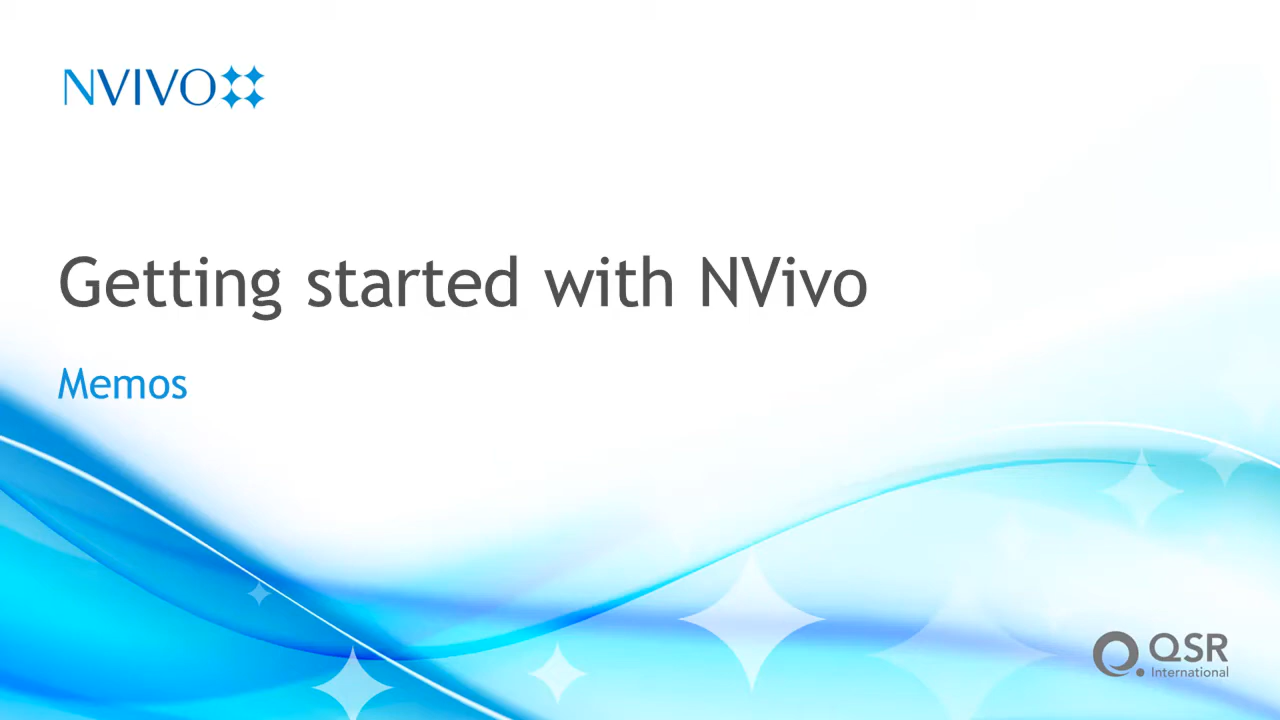 NVIVO
Getting started with NVivo
Memos
QSR
International